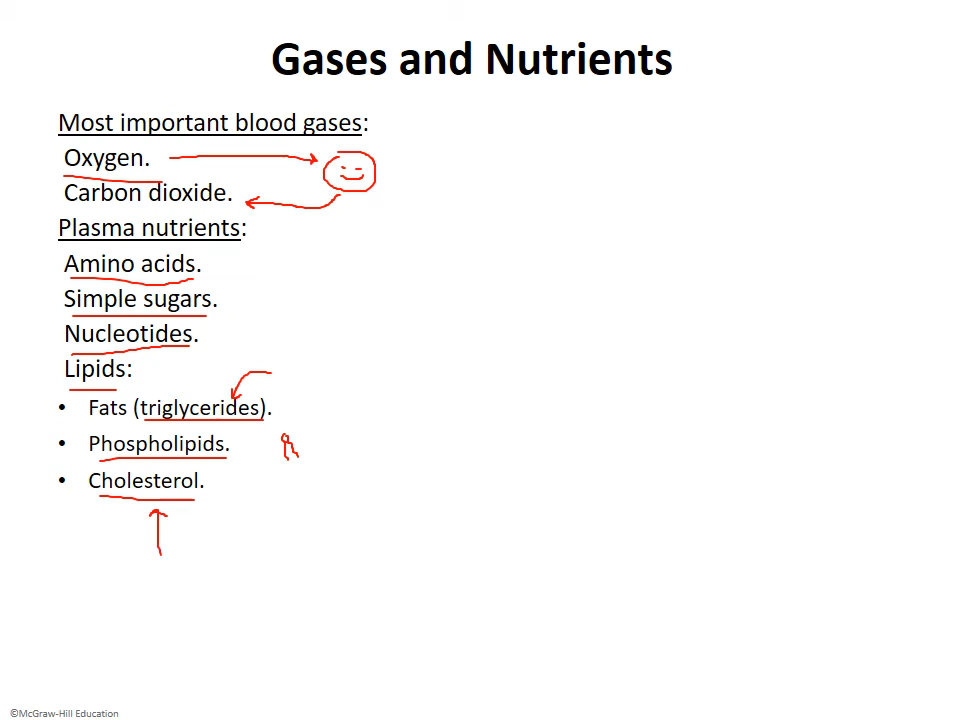 Gases and Nutrients
Most important blood gases:
Oxygen.
Carbon dioxide.
Plasma nutrients:
Amino acids.
Simple sugars.
Nucleotides.
Lipids:
• Fats (triglycerides).
• Phospholipids.
• Cholesterol.
©McGraw-Hill Education